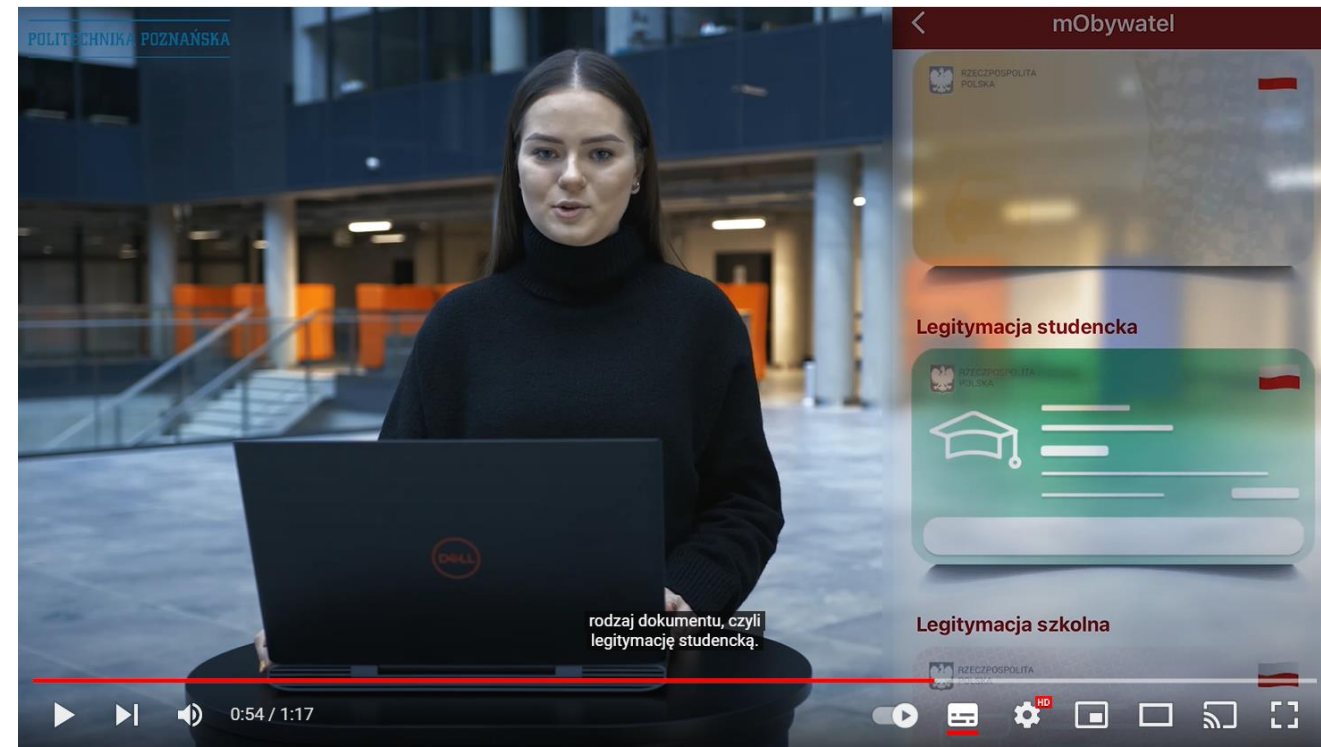 POLITECHNIKA POZNAŃSKA
mObywatel
RZECZPOSPOLITA
POLSKA
Legitymacja studencka
RZECZPOSPOLITA
POLSKA
DELL
rodzaj dokumentu, czyli
legitymację studencką.
Legitymacja szkolna
RZECZPOSPOLITA
HD
0:54 / 1:17